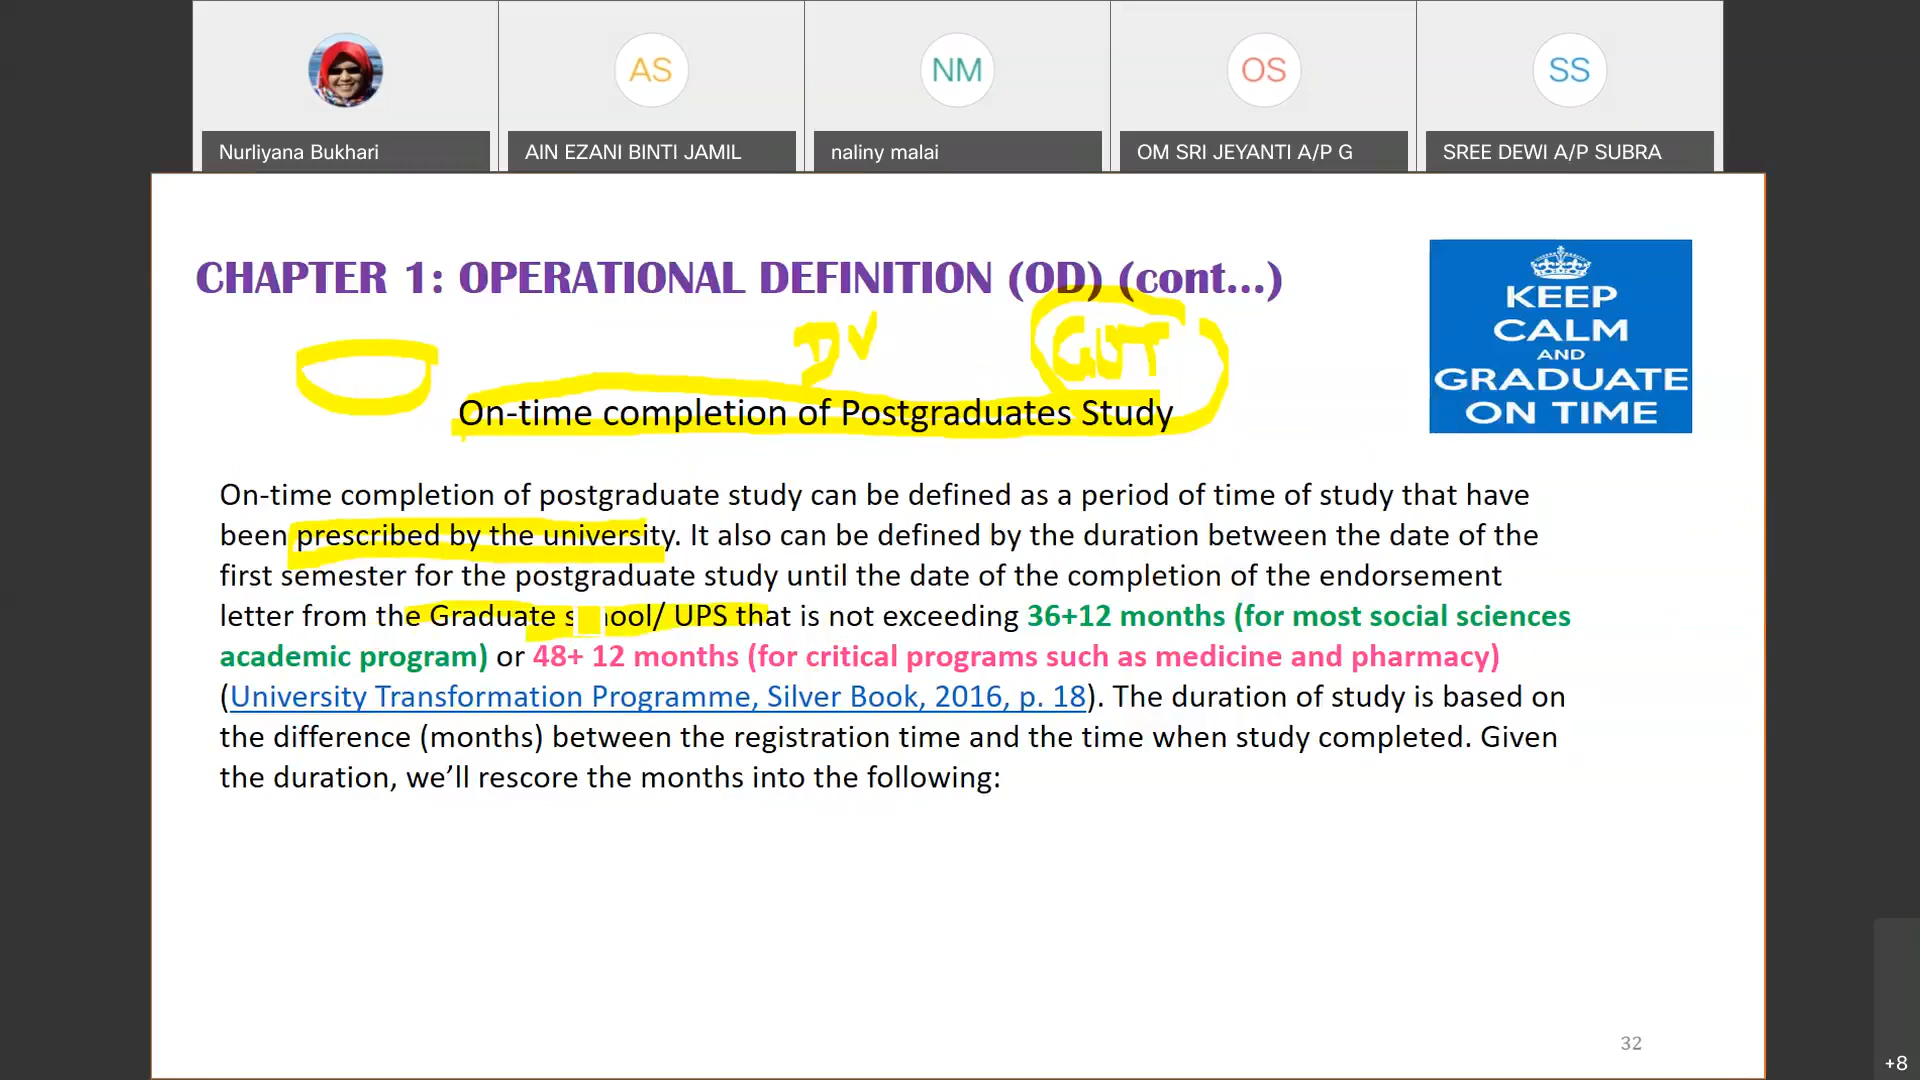 AS
NM
OS
SS
Nurliyana Bukhari
AIN EZANI BINTI JAMIL
naliny malai
OM SRI JEYANTI A/P G
SREE DEWI A/P SUBRA
CHAPTER 1: OPERATIONAL DEFINITION (OD) (cont...)
KEEP
CALM
AND
GRADUATE
ON TIME
DV
GOT
On-time completion of Postgraduates Study
On-time completion of postgraduate study can be defined as a period of time of study that have
been prescribed by the university. It also can be defined by the duration between the date of the
first semester for the postgraduate study until the date of the completion of the endorsement
letter from the Graduate school/ UPS that is not exceeding 36+12 months (for most social sciences
academic program) or 48+ 12 months (for critical programs such as medicine and pharmacy)
(University Transformation Programme, Silver Book, 2016, p. 18). The duration of study is based on
the difference (months) between the registration time and the time when study completed. Given
the duration, we’ll rescore the months into the following:
32
+8